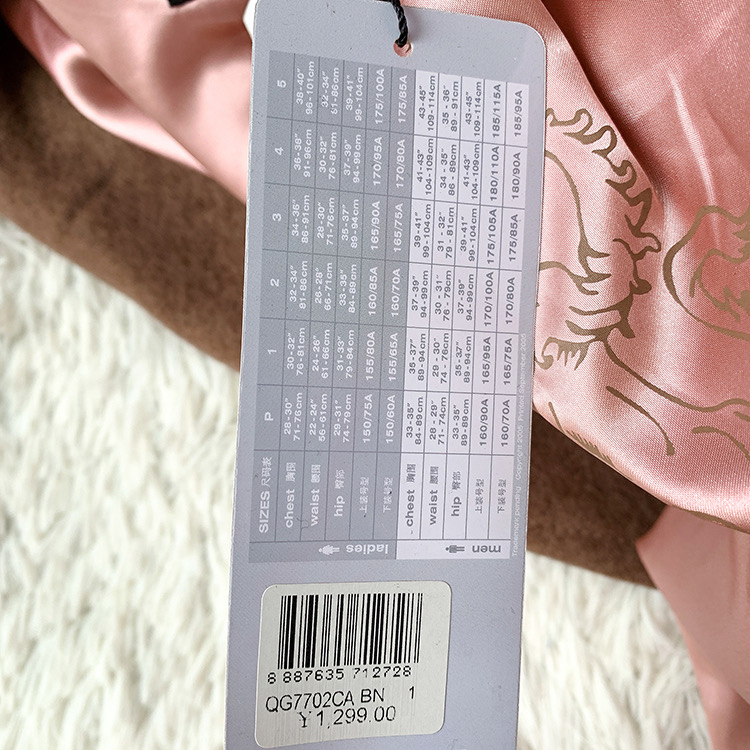 SIZES 尺码表 P 1 2 3 4 5
ladies
chest 胸围 28-30" 71-76cm 30-32" 76-81cm 32-34" 81-86cm 34-36" 86-91cm 36-38" 91-96cm 38-40" 96-101cm
waist 腰围 22-24" 56-61cm 24-26" 61-66cm 26-28" 66-71cm 28-30" 71-76cm 30-32" 76-81cm 32-34" 81-86cm
hip 臀部 29-31" 74-79cm 31-33" 79-84cm 33-35" 84-89cm 35-37" 89-94cm 37-39" 94-99cm 39-41" 99-104cm
上装号型 150/75A 155/80A 160/85A 165/90A 170/95A 175/100A
下装号型 150/60A 155/65A 160/70A 165/75A 170/80A 175/85A
men
chest 胸围 33-35" 84-89cm 35-37" 89-94cm 37-39" 94-99cm 39-41" 99-104cm 41-43" 104-109cm 43-45" 109-114cm
waist 腰围 28 - 29" 71- 74cm 29 - 30" 74 - 76cm 30 - 31" 76 - 79cm 31 - 32" 79 - 81cm 34 - 35" 86 - 89cm 35 - 36" 89 - 91cm
hip 臀部 33-35" 89-89cm 35-37" 89-94cm 37-39" 94-99cm 39-41" 99-104cm 41-43" 104-109cm 43-45" 109-114cm
上装号型 160/90A 165/95A 170/100A 175/105A 180/110A 185/115A
下装号型 160/70A 165/75A 170/80A 175/85A 180/90A 185/95A
Trademark pending Copyright 2005 Printed September 2005
8 887635 712728
QG7702CA BN 1
¥1,299.00